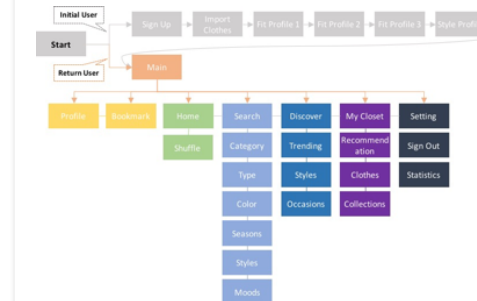 Initial User
Sign Up
Import
Clothes
Fit Profile 1
Fit Profile 2
Fit Profile 3
Style Profil
Start
Return User
Main
Profile
Bookmark
Home
Search
Discover
My Closet
Setting
Shuffle
Category
Trending
Recommend
ation
Sign Out
Type
Styles
Clothes
Statistics
Color
Occasions
Collections
Seasons
Styles
Moods